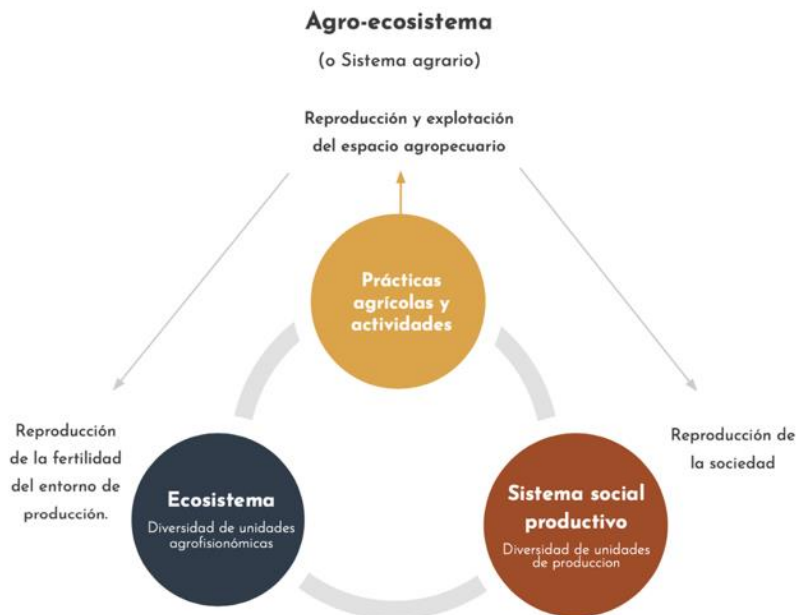 Agro-ecosistema
(o Sistema agrario)
Reproducción y explotación
del espacio agropecuario
Prácticas
agrícolas y
actividades
Reproducción
de la fertilidad
del entorno de
producción.
Ecosistema
Diversidad de unidades
agrofisionómicas
Sistema social
productivo
Diversidad de unidades
de produccion
Reproducción de
la sociedad